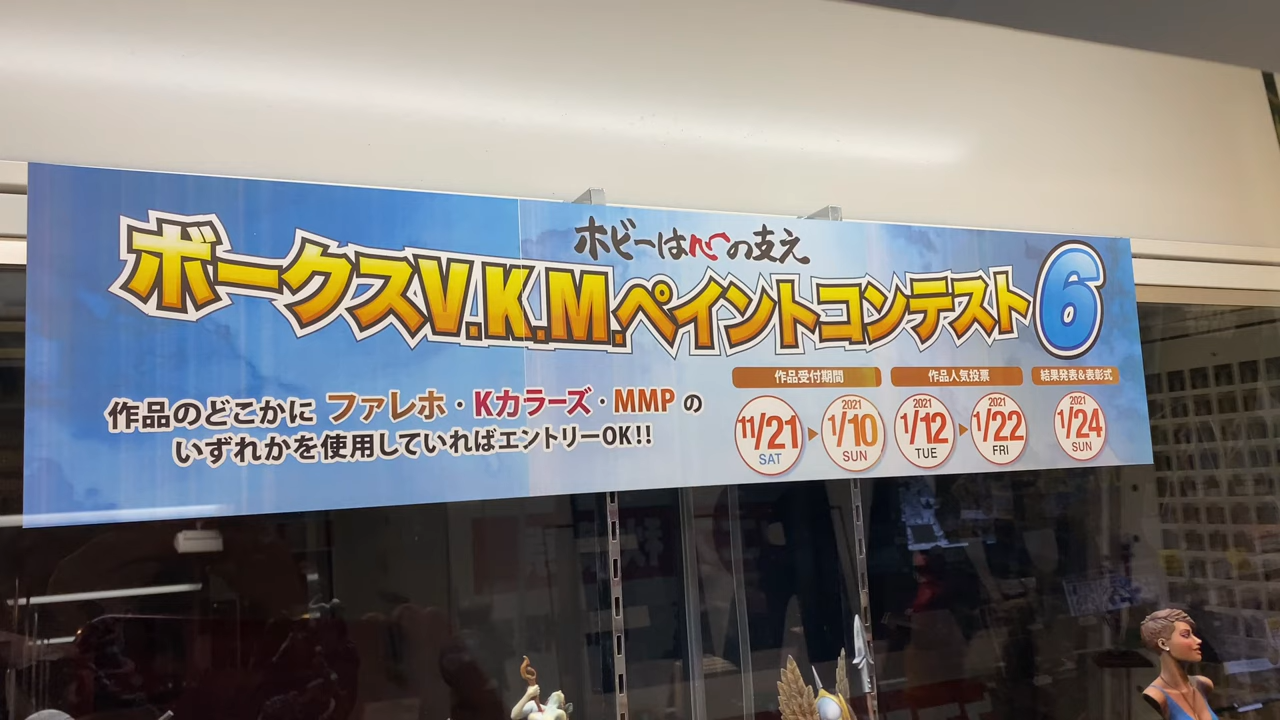 ホビーは心の支え
ボークスV.K.M.ペイントコンテスト6
作品のどこかに ファレホ・Kカラーズ・MMP の
いずれかを使用していればエントリーOK!!
作品受付期間
11/21 SAT ▶ 2021 1/10 SUN
作品人気投票
2021 1/12 TUE ▶ 2021 1/22 FRI
結果発表&表彰式
2021 1/24 SUN